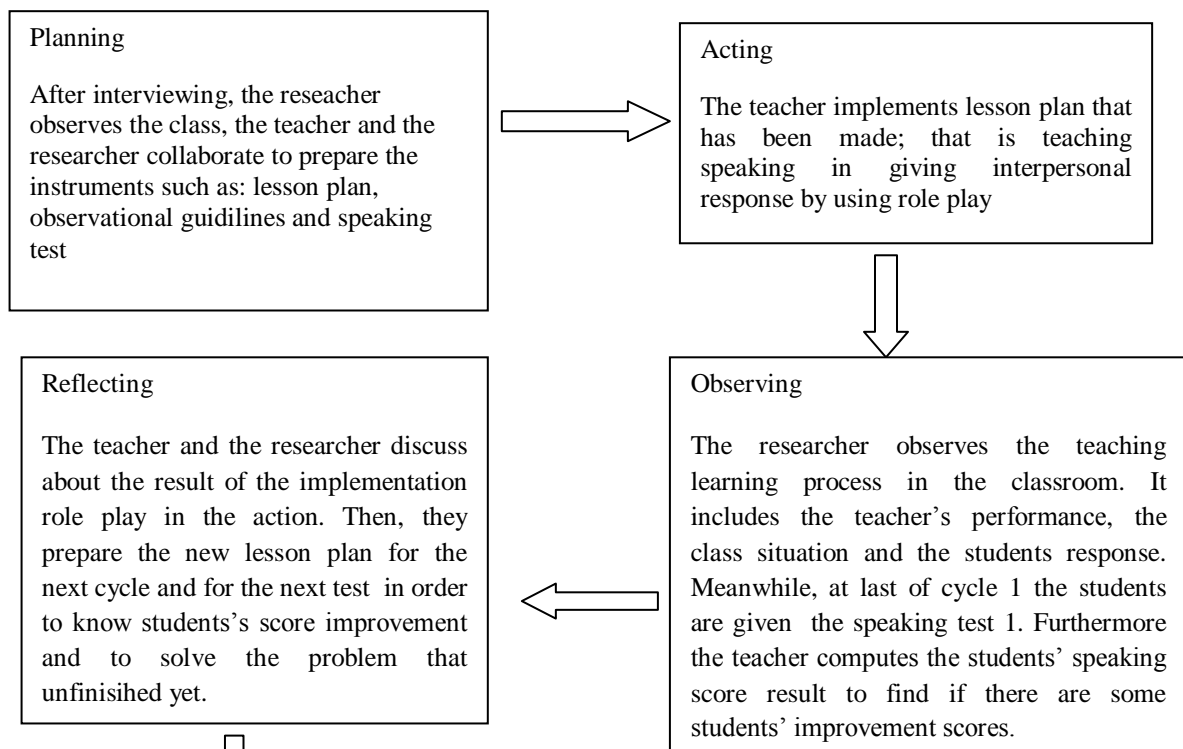 Planning
After interviewing, the reseacher
observes the class, the teacher and the
researcher collaborate to prepare the
instruments such as: lesson plan,
observational guidilines and speaking
test
Acting
The teacher implements lesson plan that
has been made; that is teaching
speaking in giving interpersonal
response by using role play
Reflecting
The teacher and the researcher discuss
about the result of the implementation
role play in the action. Then, they
prepare the new lesson plan for the
next cycle and for the next test in order
to know students's score improvement
and to solve the problem that
unfinisihed yet.
Observing
The researcher observes the teaching
learning process in the classroom. It
includes the teacher's performance, the
class situation and the students response.
Meanwhile, at last of cycle 1 the students
are given the speaking test 1. Furthermore
the teacher computes the students' speaking
score result to find if there are some
students' improvement scores.